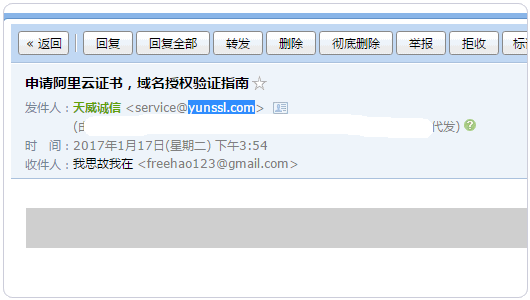 « 返回 回复 回复全部 转发 删除 彻底删除 举报 拒收
申请阿里云证书，域名授权验证指南☆
发件人：天威诚信 <service@yunssl.com>
(由 代发)
时 间：2017年1月17日(星期二) 下午3:54
收件人：我思故我在 <freehao123@gmail.com>